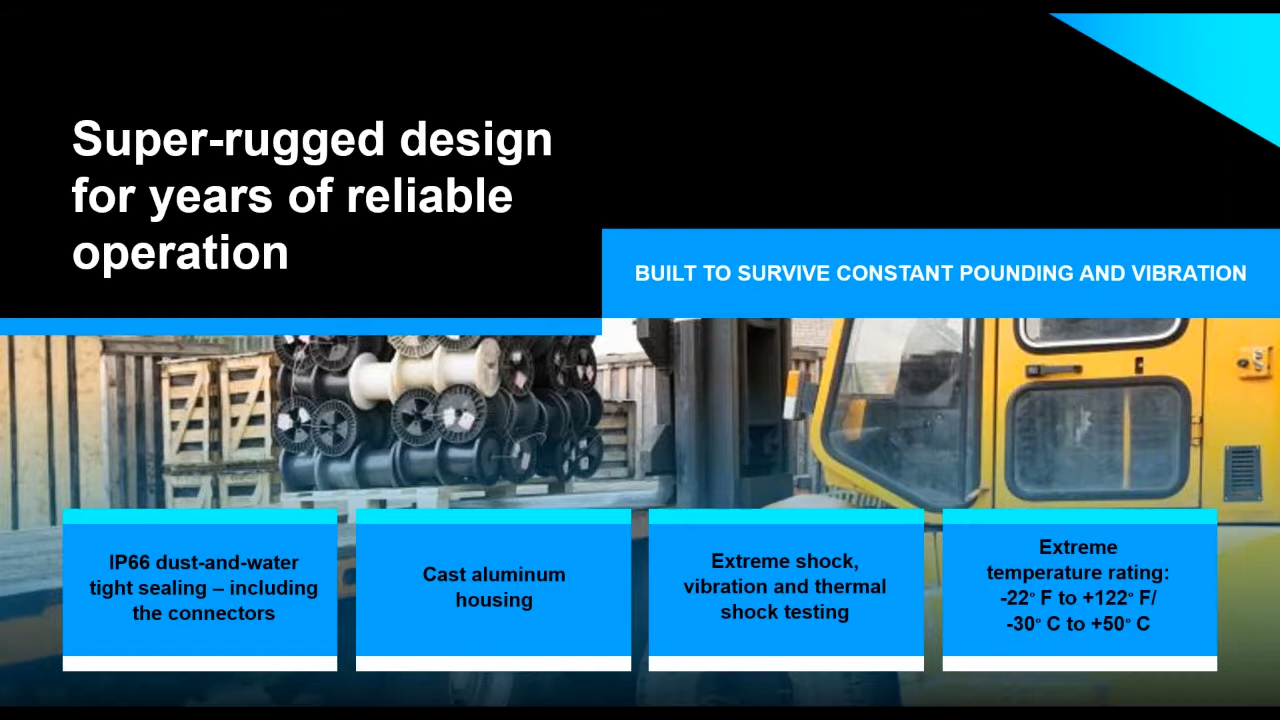 Super-rugged design
for years of reliable
operation
BUILT TO SURVIVE CONSTANT POUNDING AND VIBRATION
IP66 dust-and-water
tight sealing – including
the connectors
Cast aluminum
housing
Extreme shock,
vibration and thermal
shock testing
Extreme
temperature rating:
-22° F to +122° F/
-30° C to +50° C